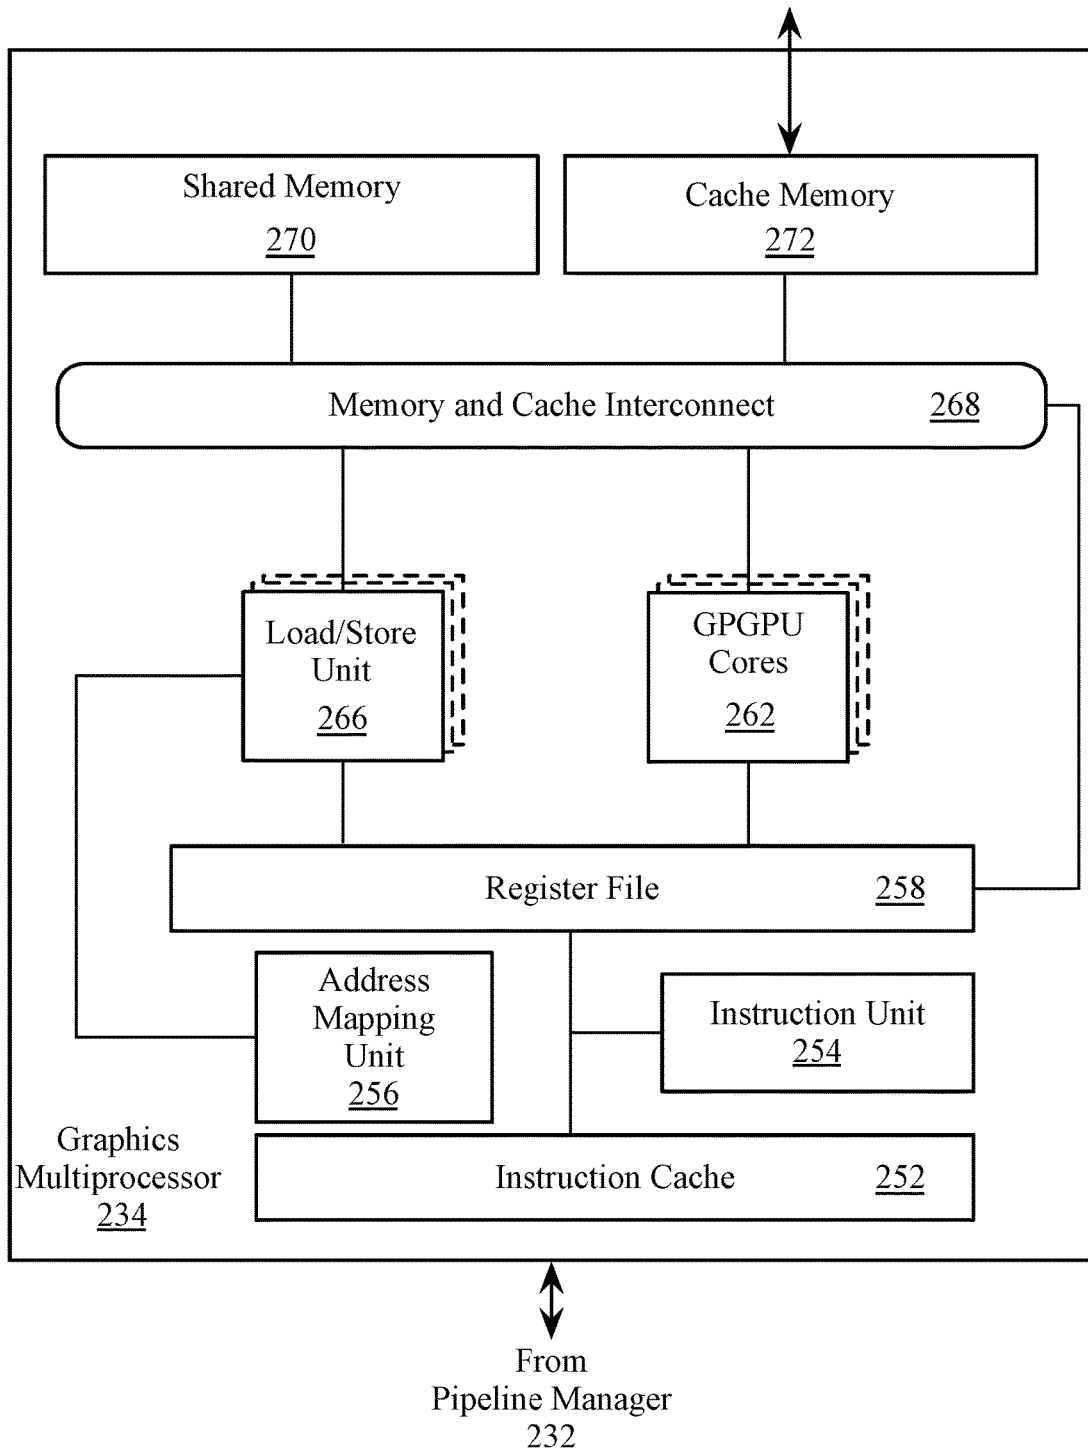 Shared Memory
270
Cache Memory
272
Memory and Cache Interconnect 268
Load/Store
Unit
266
GPGPU
Cores
262
Register File 258
Address
Mapping
Unit
256
Instruction Unit
254
Graphics
Multiprocessor
234
Instruction Cache 252
From
Pipeline Manager
232